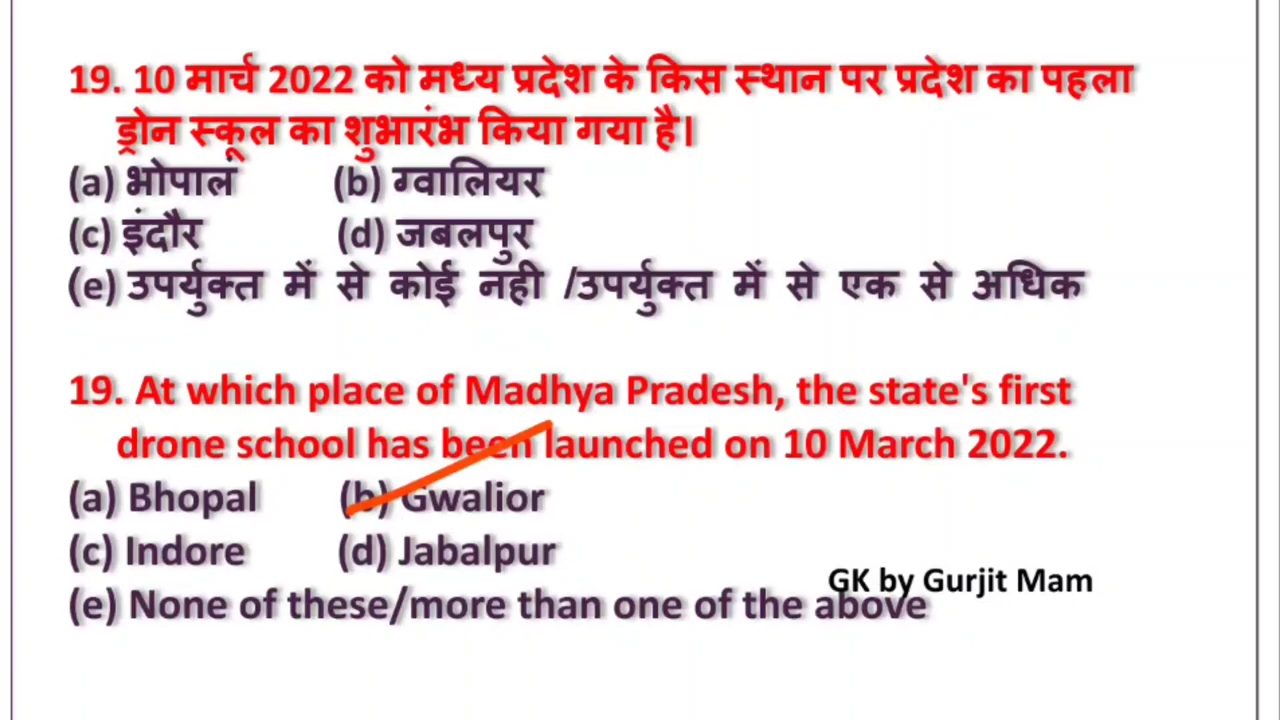 19. 10 मार्च 2022 को मध्य प्रदेश के किस स्थान पर प्रदेश का पहला
ड्रोन स्कूल का शुभारंभ किया गया है।
(a) भोपालं (b) ग्वालियर
(c) इंदौर (d) जबलपुर
(e) उपर्युक्त में से कोई नही /उपर्युक्त में से एक से अधिक
19. At which place of Madhya Pradesh, the state's first
drone school has been launched on 10 March 2022.
(a) Bhopal (b) Gwalior
(c) Indore (d) Jabalpur
GK by Gurjit Mam
(e) None of these/more than one of the above